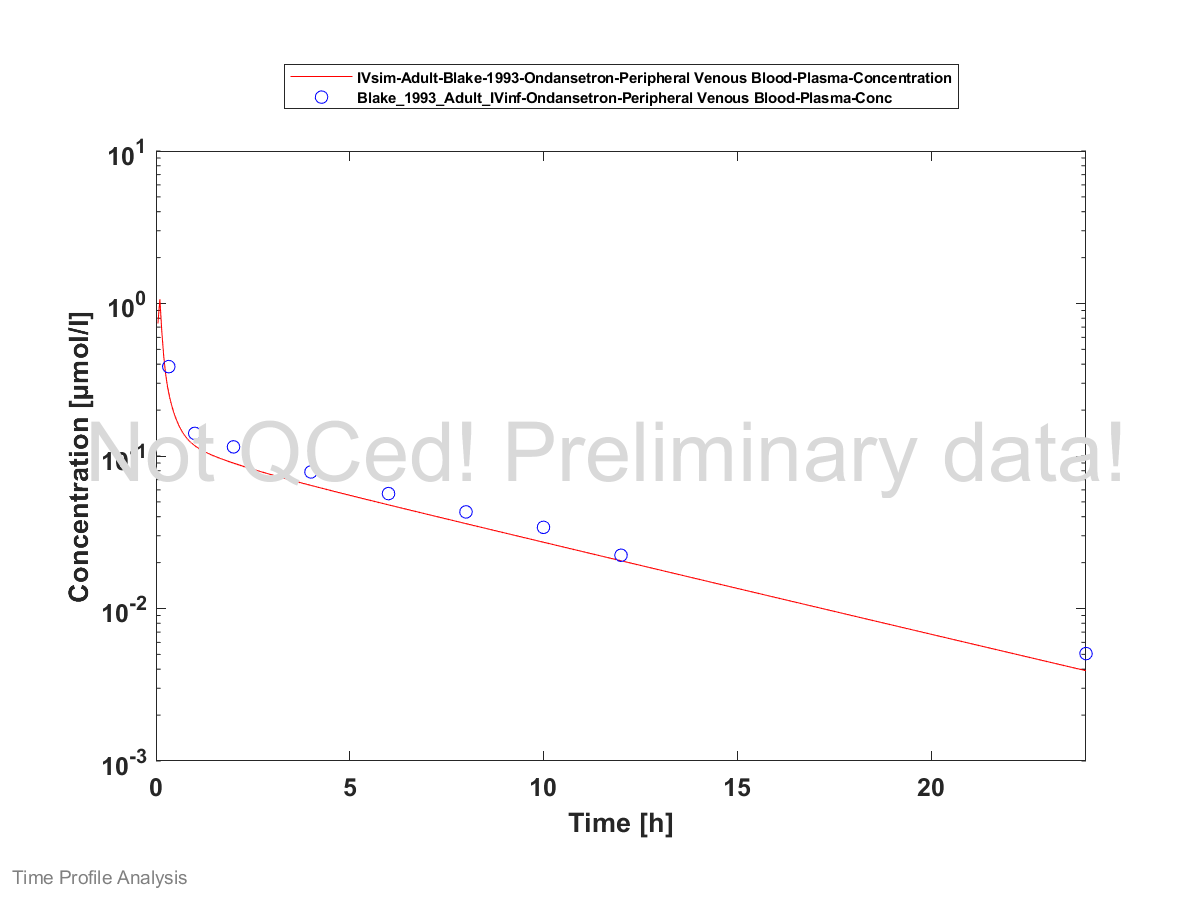 IVsim-Adult-Blake-1993-Ondansetron-Peripheral Venous Blood-Plasma-Concentration
Blake_1993_Adult_IVinf-Ondansetron-Peripheral Venous Blood-Plasma-Conc
10^1
10^0
10^-1
10^-2
10^-3
Concentration [µmol/l]
Not QCed! Preliminary data!
0 5 10 15 20
Time [h]
Time Profile Analysis